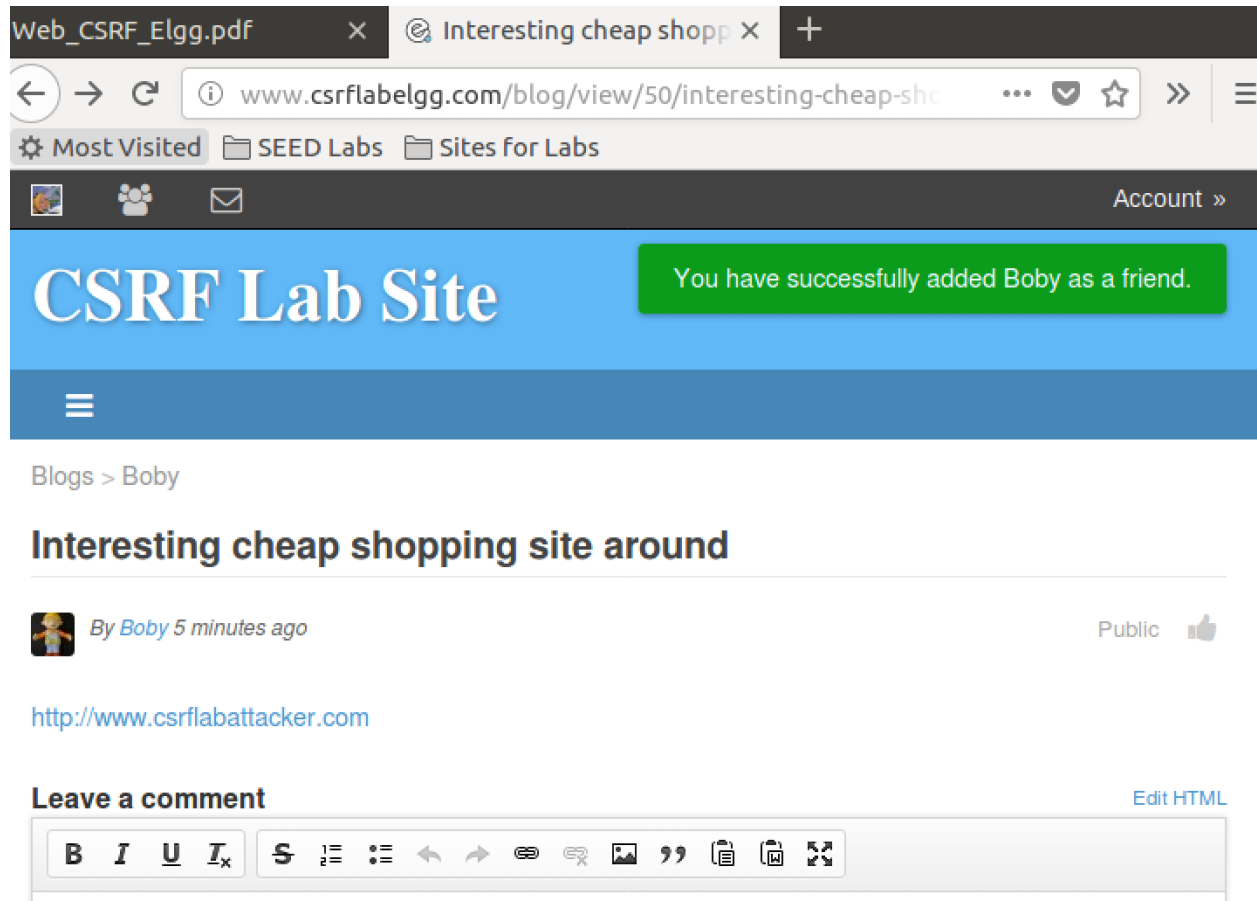 Web_CSRF_Elgg.pdf
Interesting cheap shopp
www.csrflabelgg.com/blog/view/50/interesting-cheap-sho
Most Visited SEED Labs Sites for Labs
Account »
CSRF Lab Site
You have successfully added Boby as a friend.
Blogs > Boby
Interesting cheap shopping site around
By Boby 5 minutes ago
Public
http://www.csrflabattacker.com
Leave a comment
Edit HTML
B I U Tx S